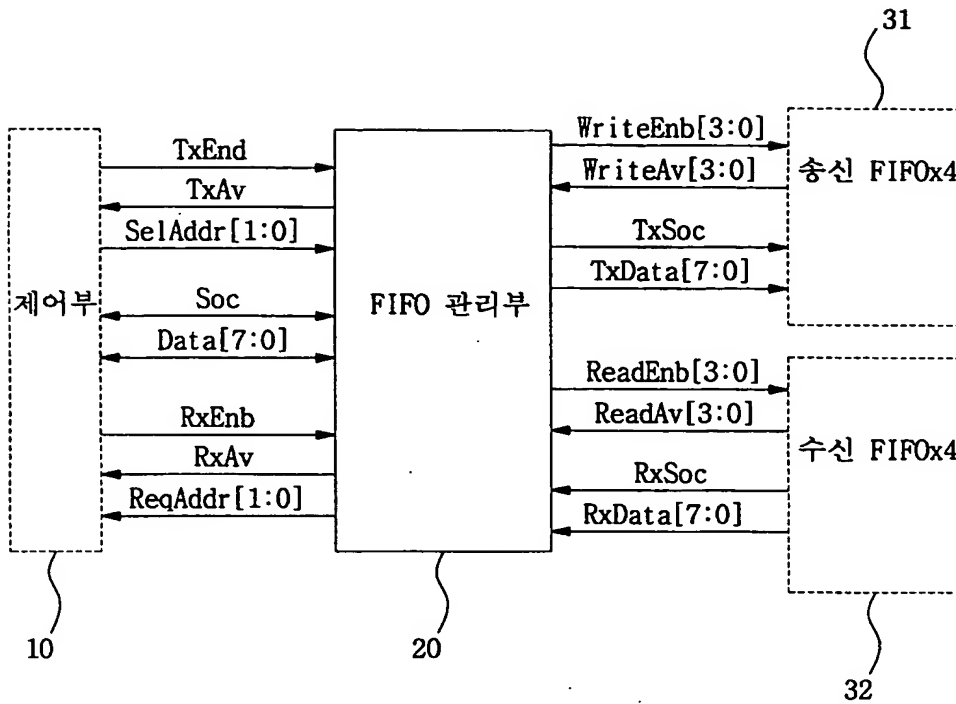 31
TxEnd
TxAv
SelAddr[1:0]
제어부
Soc
Data[7:0]
RxEnb
RxAv
ReqAddr[1:0]
FIFO 관리부
WriteEnb[3:0]
WriteAv[3:0]
TxSoc
TxData[7:0]
송신 FIFOx4
ReadEnb[3:0]
ReadAv[3:0]
RxSoc
RxData[7:0]
수신 FIFOx4
10
20
32